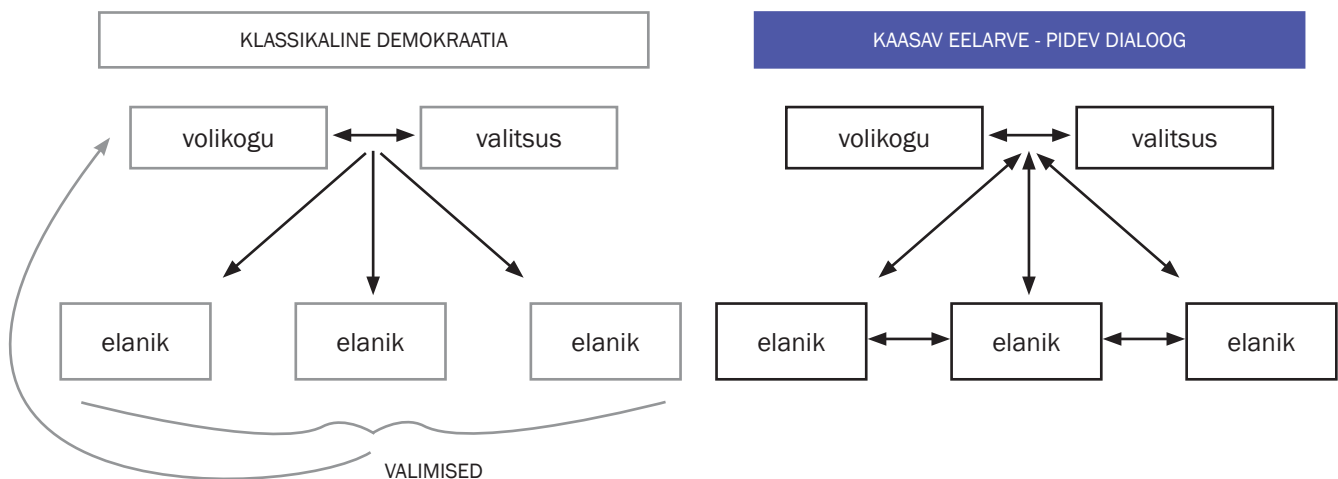 KLASSIKALINE DEMOKRAATIA
volikogu
valitsus
elanik
elanik
elanik
VALIMISED
KAASAV EELARVE - PIDEV DIALOOG
volikogu
valitsus
elanik
elanik
elanik